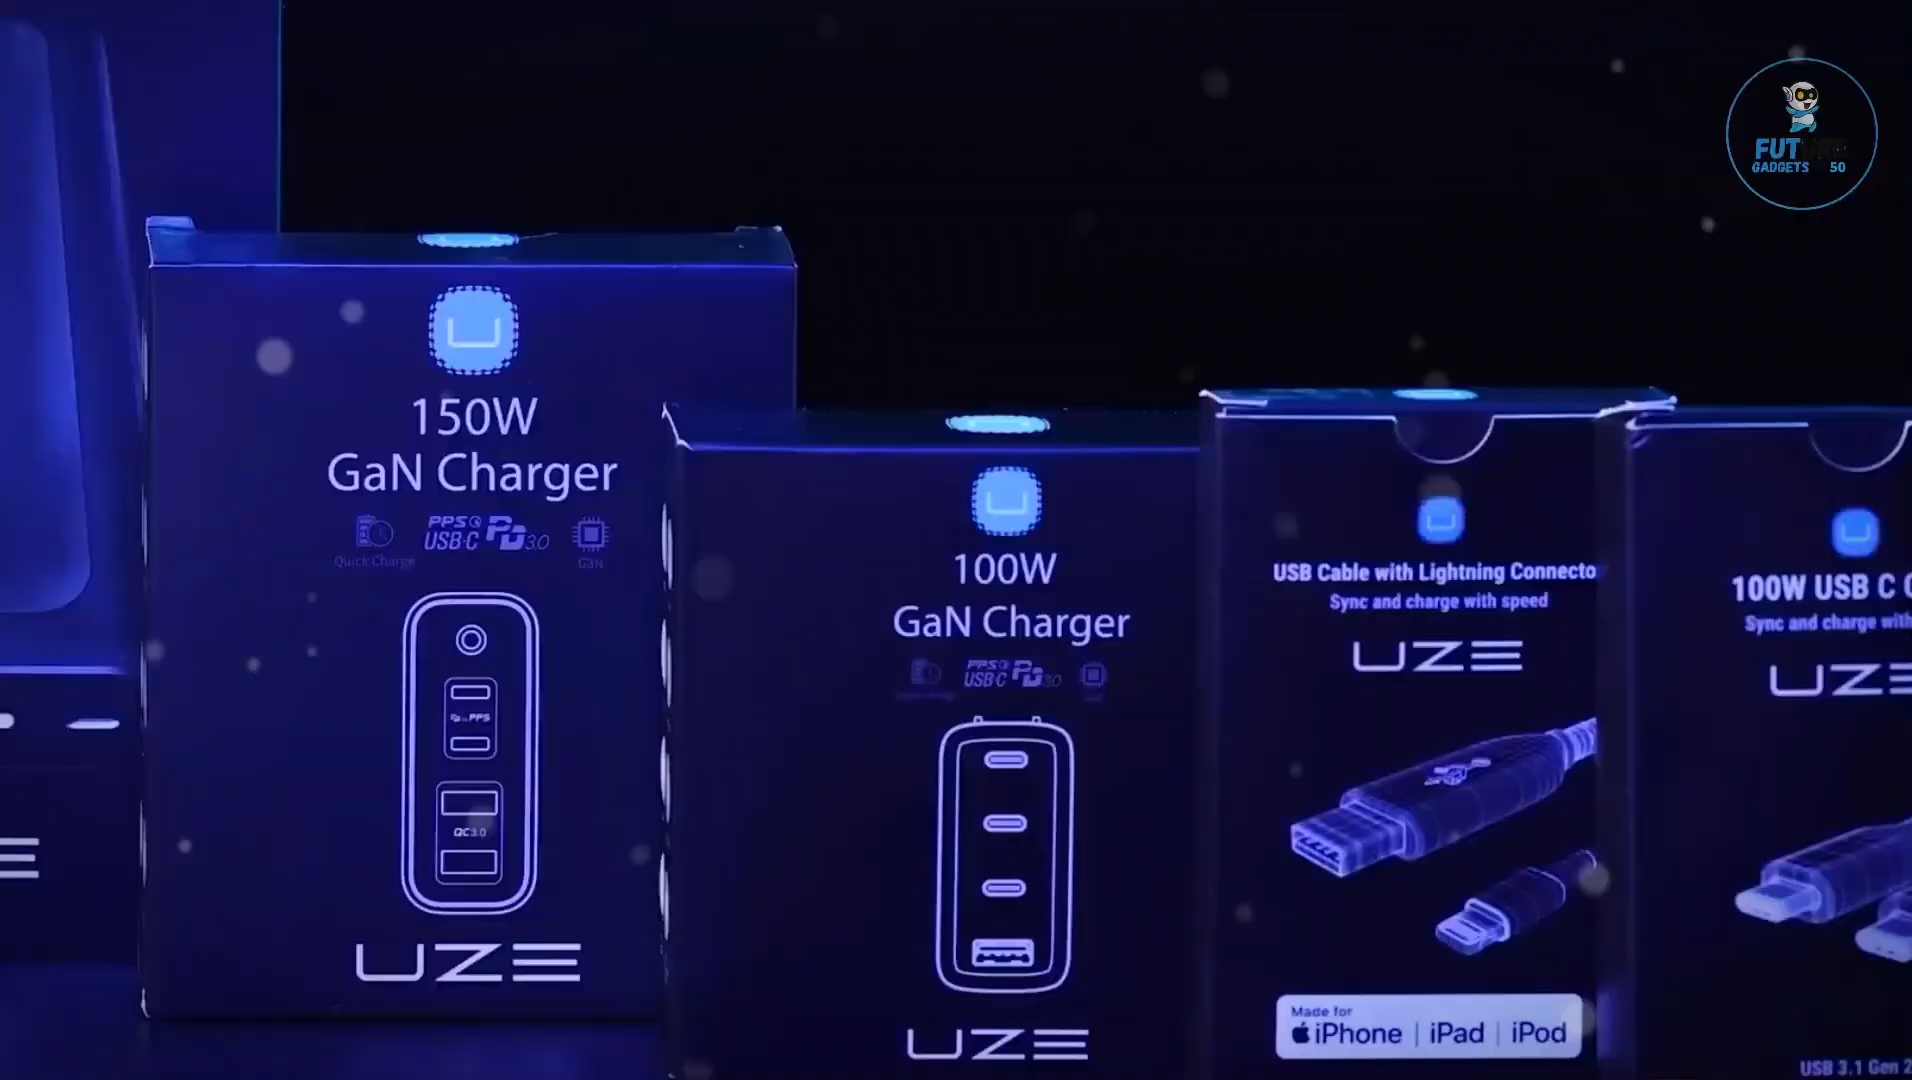 FUT
GADGETS 50
150W
GaN Charger
Quick Charge
PPS
USB-C PD3.0
GaN
PPS
QC3.0
UZE
100W
GaN Charger
PPS
USB-C PD3.0
UZE
USB Cable with Lightning Connecto
Sync and charge with speed
UZE
Made for
iPhone | iPad | iPod
100W USB C
Sync and charge with
UZE
USB 3.1 Gen 2